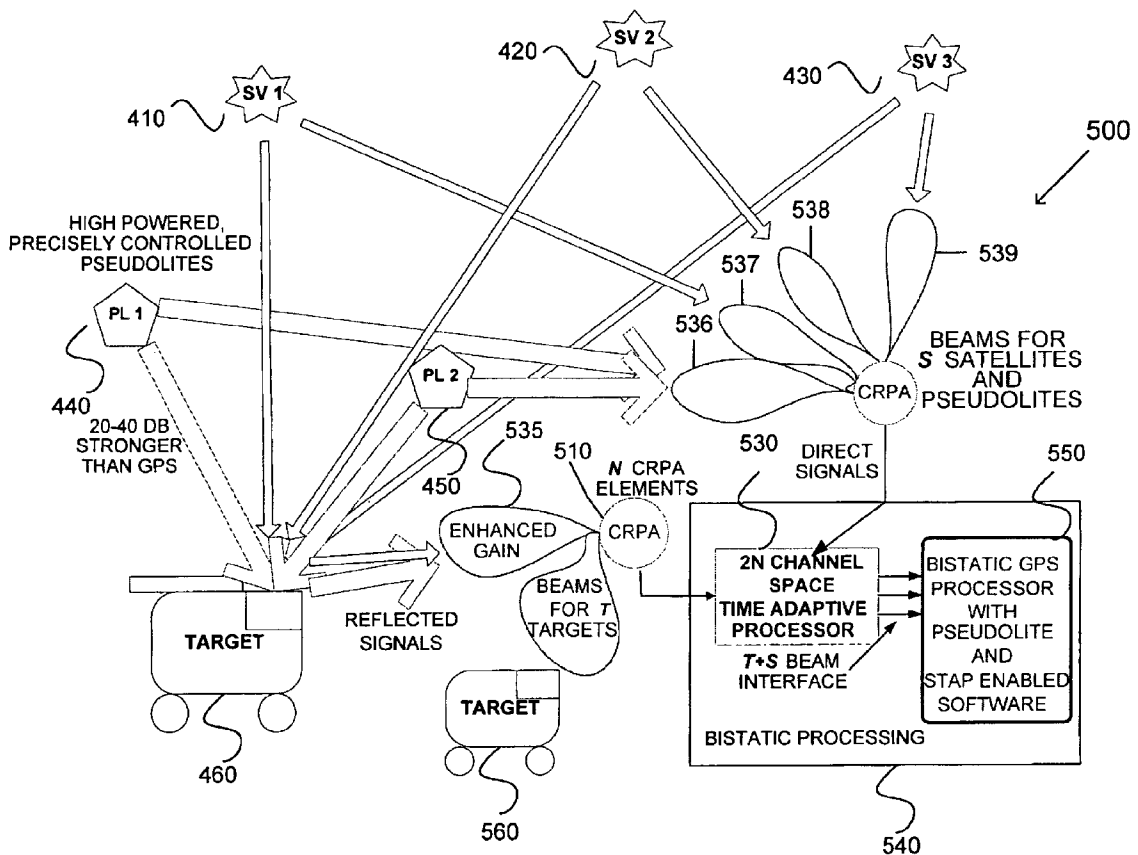 SV 1
SV 2
SV 3
410
420
430
500
HIGH POWERED,
PRECISELY CONTROLLED
PSEUDOLITES
PL 1
440
20-40 DB
STRONGER
THAN GPS
PL 2
450
538
537
536
539
BEAMS FOR
S SATELLITES
AND
PSEUDOLITES
CRPA
DIRECT
SIGNALS
535
510
N CRPA
ELEMENTS
530
550
ENHANCED
GAIN
CRPA
BEAMS
FOR T
TARGETS
REFLECTED
SIGNALS
TARGET
460
TARGET
560
2N CHANNEL
SPACE
TIME ADAPTIVE
PROCESSOR
T+S BEAM
INTERFACE
BISTATIC GPS
PROCESSOR
WITH
PSEUDOLITE
AND
STAP ENABLED
SOFTWARE
BISTATIC PROCESSING
540